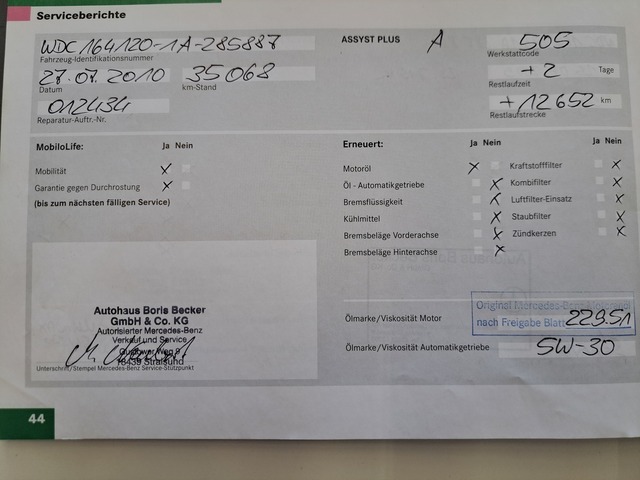 Serviceberichte
WDC164120-1A-285887 ASSYST PLUS A 505
Fahrzeug-Identifikationsnummer Werkstattcode
27.07.2010 35068 +2 Tage
Datum km-Stand Restlaufzeit
012434 +12652 km
Reparatur-Auftr.-Nr. Restlaufstrecke
MobiloLife: Ja Nein Erneuert: Ja Nein Ja Nein
Mobilität X Motoröl X Kraftstofffilter X
Garantie gegen Durchrostung X Öl - Automatikgetriebe X Kombifilter X
(bis zum nächsten fälligen Service) Bremsflüssigkeit X Luftfilter-Einsatz X
Kühlmittel X Staubfilter X
Bremsbeläge Vorderachse X Zündkerzen X
Bremsbeläge Hinterachse X
Autohaus Boris Becker
GmbH & Co. KG
Autorisierter Mercedes-Benz
Verkauf und Service
18439 Stralsund
Unterschrift/Stempel Mercedes-Benz Service-Stützpunkt
Original Mercedes-Benz
Ölmarke/Viskosität Motor nach Freigabe Blatt 229.51
Ölmarke/Viskosität Automatikgetriebe 5W-30
44